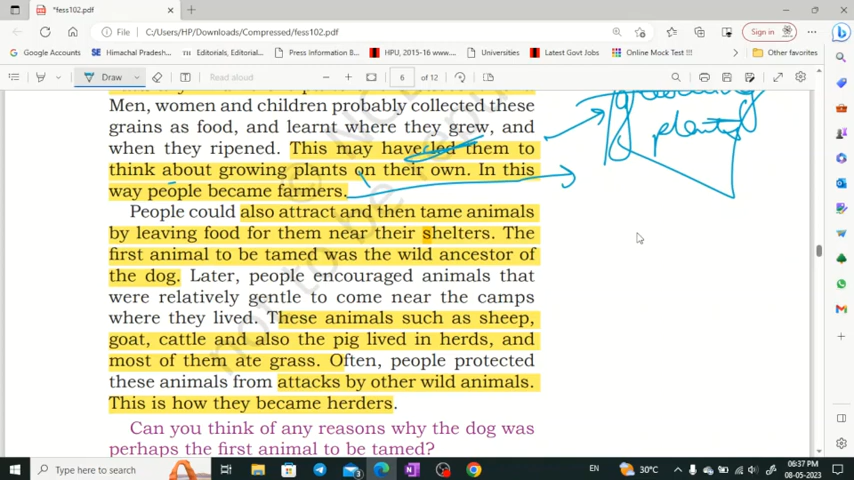 *fess102.pdf
C:/Users/HP/Downloads/Compressed/fess102.pdf
Sign in
Google Accounts
Himachal Pradesh...
Editorials, Editorial...
Press Information B...
HPU, 2015-16 www....
Universities
Latest Govt Jobs
Online Mock Test |...
Other favorites
Draw
Read aloud
6
of 12
Men, women and children probably collected these
grains as food, and learnt where they grew, and
when they ripened. This may have led them to
think about growing plants on their own. In this
way people became farmers.
plants
People could also attract and then tame animals
by leaving food for them near their shelters. The
first animal to be tamed was the wild ancestor of
the dog. Later, people encouraged animals that
were relatively gentle to come near the camps
where they lived. These animals such as sheep,
goat, cattle and also the pig lived in herds, and
most of them ate grass. Often, people protected
these animals from attacks by other wild animals.
This is how they became herders.
Can you think of any reasons why the dog was
perhaps the first animal to be tamed?
not to be
Type here to search
EN
30°C
06:37 PM
08-05-2023